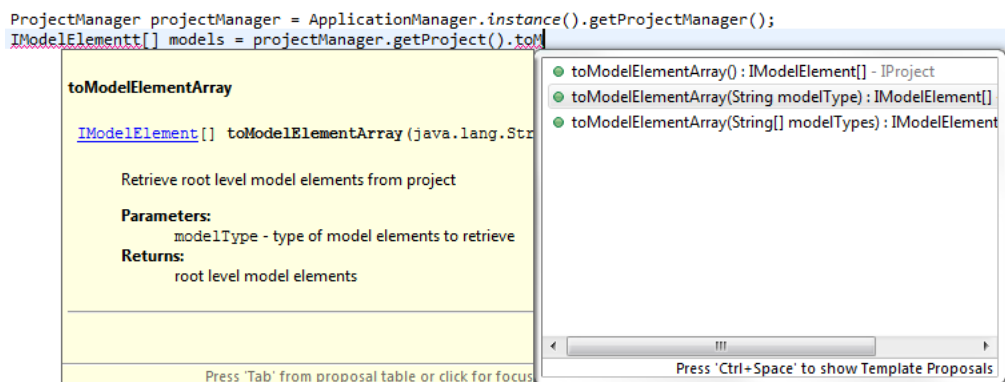 ProjectManager projectManager = ApplicationManager.instance().getProjectManager();
IModelElementt[] models = projectManager.getProject().toM
toModelElementArray
IModelElement[] toModelElementArray(java.lang.Str
Retrieve root level model elements from project
Parameters:
modelType - type of model elements to retrieve
Returns:
root level model elements
Press 'Tab' from proposal table or click for focus
toModelElementArray() : IModelElement[] - IProject
toModelElementArray(String modelType) : IModelElement[]
toModelElementArray(String[] modelTypes) : IModelElement
Press 'Ctrl+Space' to show Template Proposals